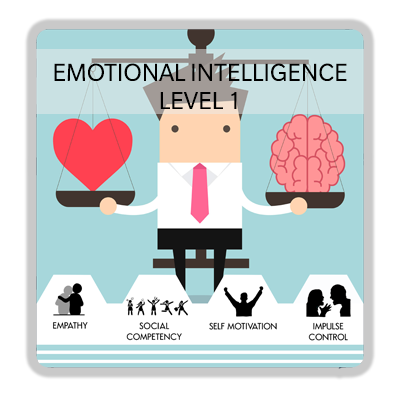 EMOTIONAL INTELLIGENCE
LEVEL 1
EMPATHY
SOCIAL
COMPETENCY
SELF MOTIVATION
IMPULSE
CONTROL